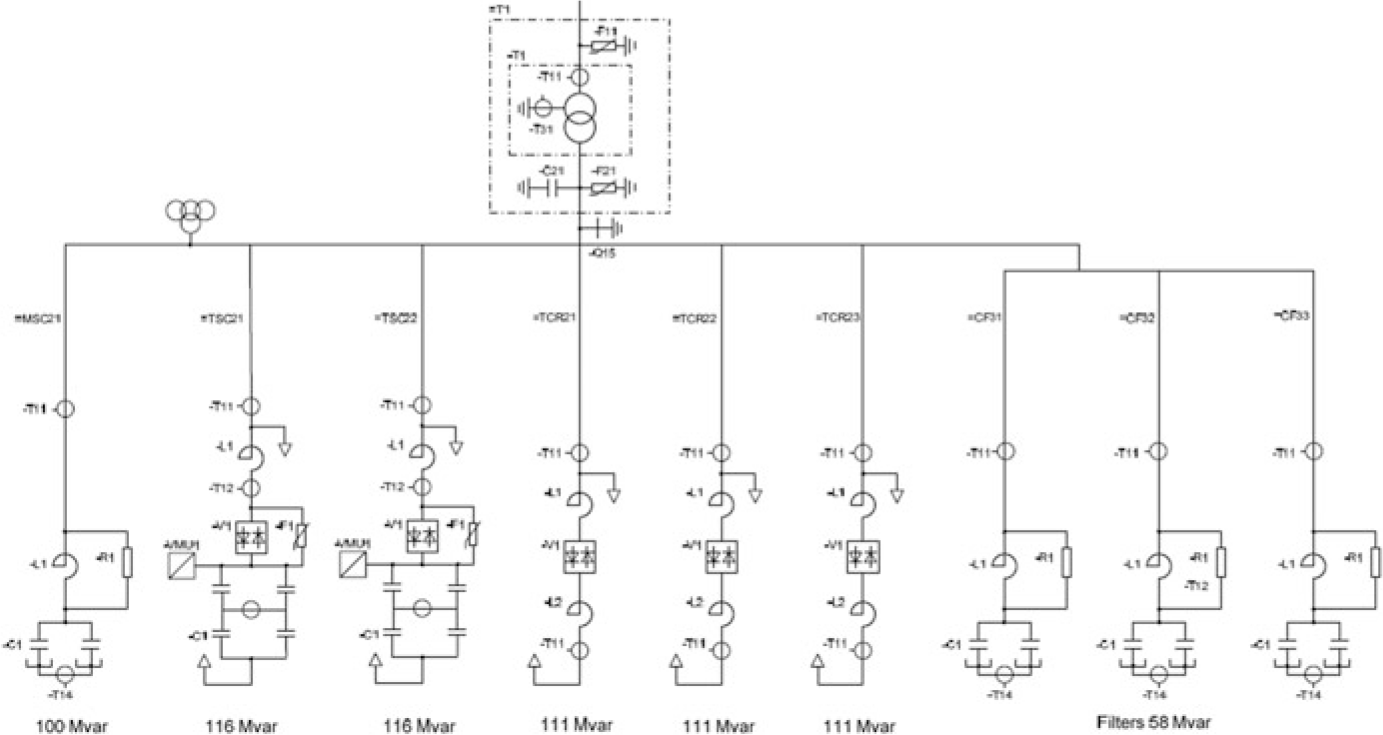 =T1
-F11
-T1
-T11
-T31
-C21 -F21
-Q15
=MSC21 =TSC21 =TSC22 =TCR21 =TCR22 =TCR23 =CF31 =CF32 =CF33
-T11 -T11 -T11
-L1 -L1 -T11 -T11 -T11 -T11 -T11 -T11
-T12 -T12 -L1 -L1 -L1
-V1 -F1 -V1 -F1
-VMU1 -VMU1 -V1 -V1 -V1
-L1 -R1 -L1 -R1 -L1 -R1 -L1 -R1
-T12
-L2 -L2 -L2
-C1 -C1 -C1 -T11 -T11 -T11 -C1 -C1 -C1
-T14 -T14 -T14 -T14
100 Mvar 116 Mvar 116 Mvar 111 Mvar 111 Mvar 111 Mvar Filters 58 Mvar